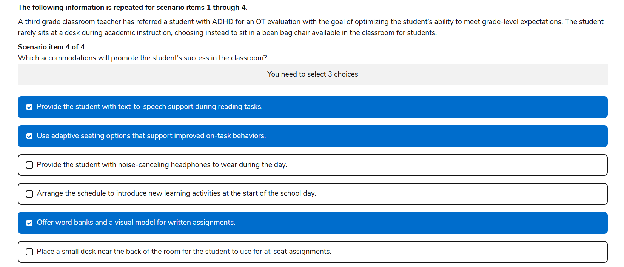 The following information is repeated for scenario items 1 through 4.
A third grade classroom teacher has referred a student with ADHD for an OT evaluation with the goal of optimizing the student's ability to meet grade-level expectations. The student
rarely sits at a desk during academic instruction, choosing instead to sit in a bean bag chair available in the classroom for students.
Scenario item 4 of 4
Which accommodations will promote the student's success in the classroom?
You need to select 3 choices
Provide the student with text-to-speech support during reading tasks.
Use adaptive seating options that support improved on-task behaviors.
Provide the student with noise-canceling headphones to wear during the day.
Arrange the schedule to introduce new learning activities at the start of the school day.
Offer word banks and a visual model for written assignments.
Place a small desk near the back of the room for the student to use for all seat assignments.